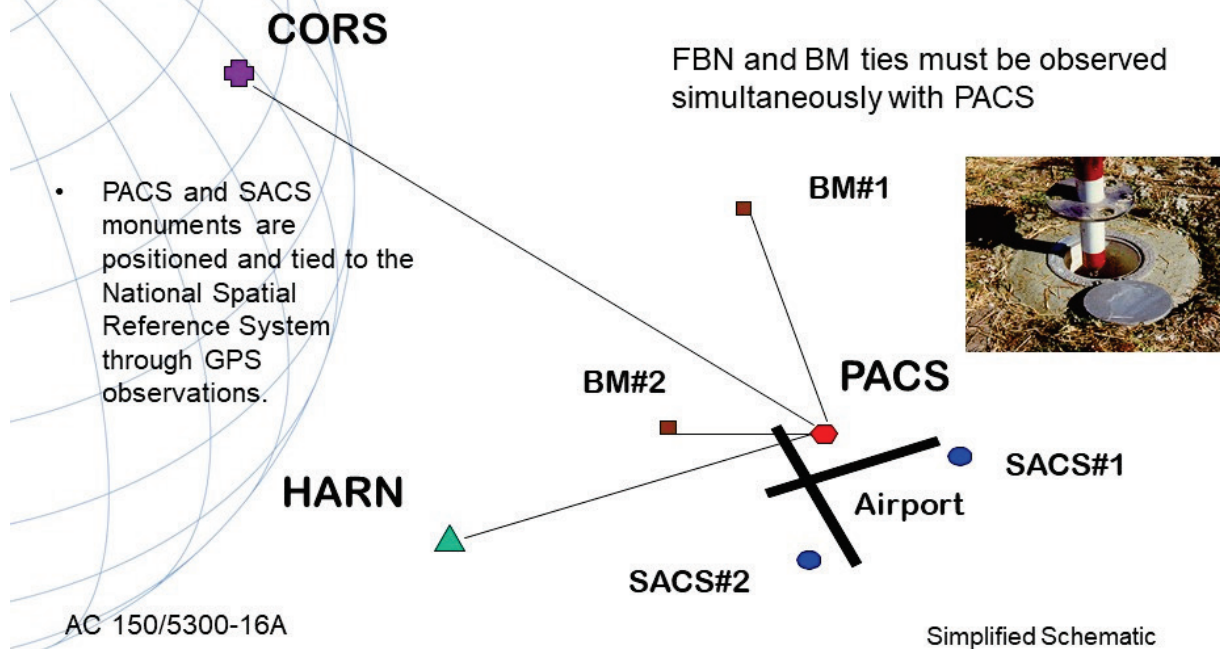 CORS
FBN and BM ties must be observed
simultaneously with PACS
• PACS and SACS
monuments are
positioned and tied to the
National Spatial
Reference System
through GPS
observations.
BM#1
BM#2
PACS
HARN
SACS#1
Airport
SACS#2
AC 150/5300-16A
Simplified Schematic